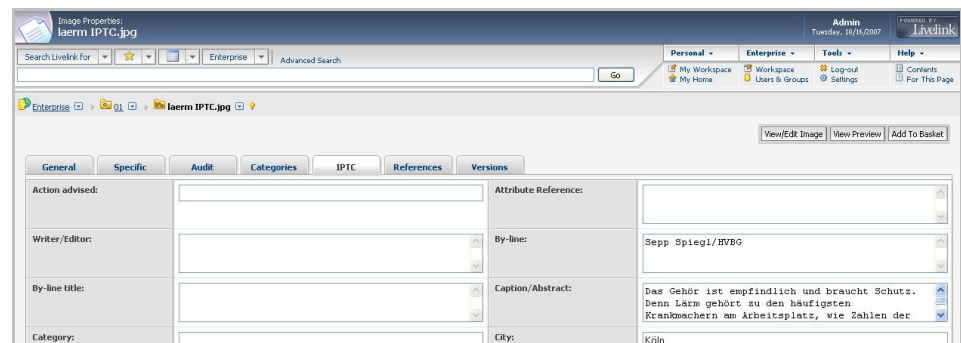 Image Properties:
laerm IPTC.jpg
Admin
Tuesday, 10/16/2007
POWERED BY
Livelink
Search Livelink for
Enterprise
Advanced Search
Go
Personal
My Workspace
My Home
Enterprise
Workspace
Users & Groups
Tools
Log-out
Settings
Help
Contents
For This Page
Enterprise
01
laerm IPTC.jpg
View/Edit Image
View Preview
Add To Basket
General
Specific
Audit
Categories
IPTC
References
Versions
Action advised:
Attribute Reference:
Writer/Editor:
By-line:
Sepp Spiegl/HVBG
By-line title:
Caption/Abstract:
Das Gehör ist empfindlich und braucht Schutz.
Denn Lärm gehört zu den häufigsten
Krankmachern am Arbeitsplatz, wie Zahlen der
Category:
City:
Köln